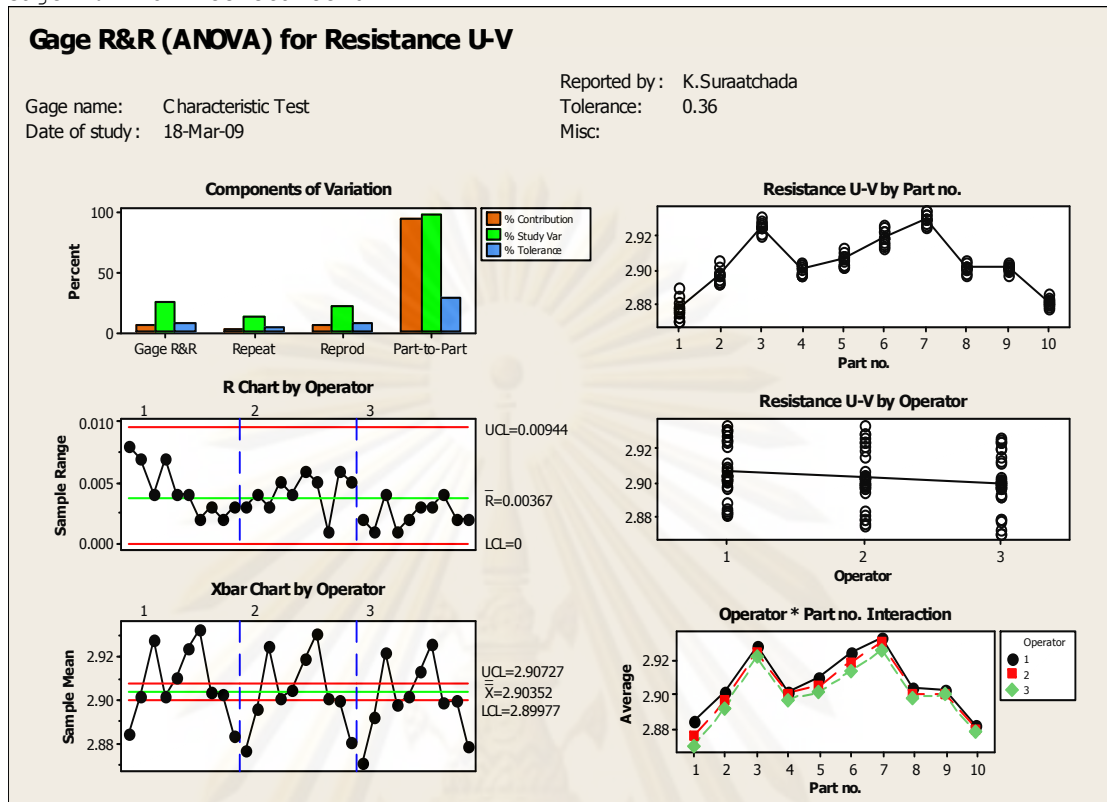 Gage R&R (ANOVA) for Resistance U-V
Gage name: Characteristic Test
Date of study: 18-Mar-09
Reported by: K.Suraatchada
Tolerance: 0.36
Misc:
Components of Variation
Percent
100
50
0
Gage R&R Repeat Reprod Part-to-Part
% Contribution
% Study Var
% Tolerance
R Chart by Operator
1 2 3
Sample Range
0.010
0.005
0.000
UCL=0.00944
R=0.00367
LCL=0
Xbar Chart by Operator
1 2 3
Sample Mean
2.92
2.90
2.88
UCL=2.90727
X=2.90352
LCL=2.89977
Resistance U-V by Part no.
2.92
2.90
2.88
1 2 3 4 5 6 7 8 9 10
Part no.
Resistance U-V by Operator
2.92
2.90
2.88
1 2 3
Operator
Operator * Part no. Interaction
Average
2.92
2.90
2.88
1 2 3 4 5 6 7 8 9 10
Part no.
Operator
1
2
3